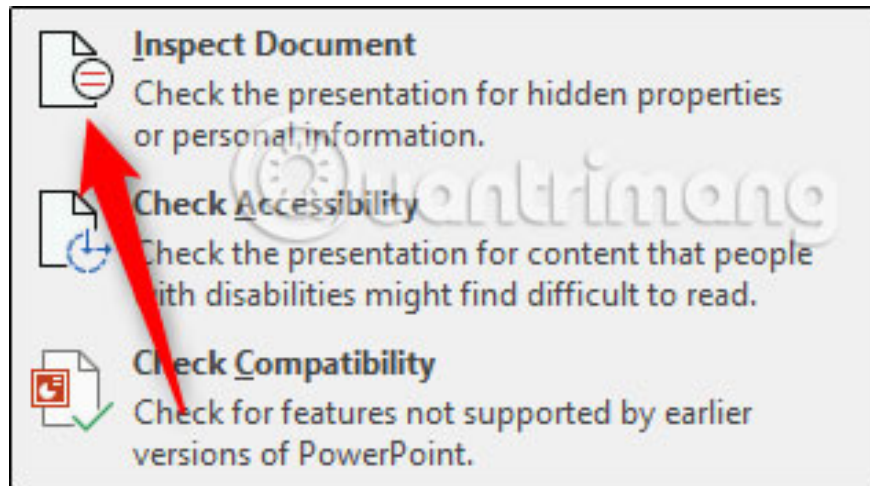 Inspect Document
Check the presentation for hidden properties
or personal information.
Quantrimang
Check Accessibility
Check the presentation for content that people
with disabilities might find difficult to read.
Check Compatibility
Check for features not supported by earlier
versions of PowerPoint.